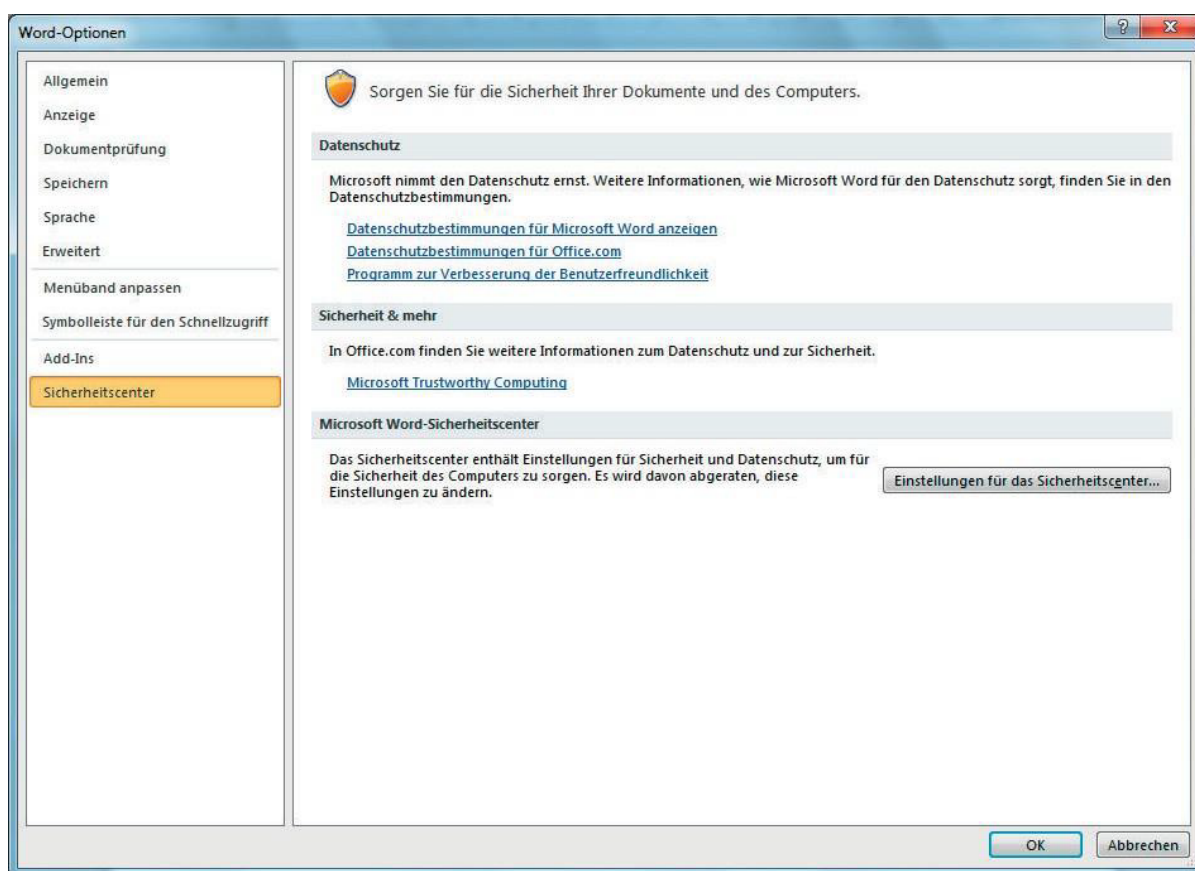 Word-Optionen
Allgemein
Anzeige
Dokumentprüfung
Speichern
Sprache
Erweitert
Menüband anpassen
Symbolleiste für den Schnellzugriff
Add-Ins
Sicherheitscenter
Sorgen Sie für die Sicherheit Ihrer Dokumente und des Computers.
Datenschutz
Microsoft nimmt den Datenschutz ernst. Weitere Informationen, wie Microsoft Word für den Datenschutz sorgt, finden Sie in den
Datenschutzbestimmungen.
Datenschutzbestimmungen für Microsoft Word anzeigen
Datenschutzbestimmungen für Office.com
Programm zur Verbesserung der Benutzerfreundlichkeit
Sicherheit & mehr
In Office.com finden Sie weitere Informationen zum Datenschutz und zur Sicherheit.
Microsoft Trustworthy Computing
Microsoft Word-Sicherheitscenter
Das Sicherheitscenter enthält Einstellungen für Sicherheit und Datenschutz, um für
die Sicherheit des Computers zu sorgen. Es wird davon abgeraten, diese
Einstellungen zu ändern.
Einstellungen für das Sicherheitscenter...
OK
Abbrechen